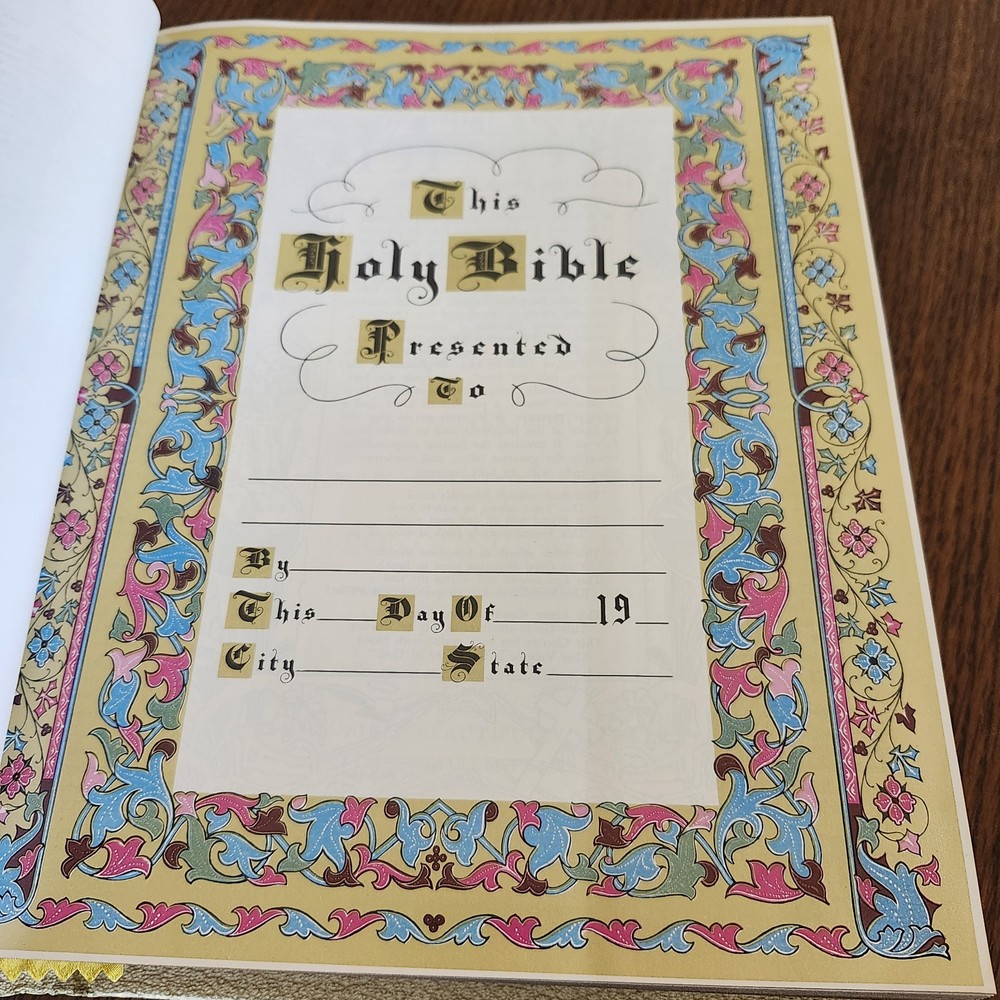 This
Holy Bible
Presented
To
By
This Day Of 19
City State